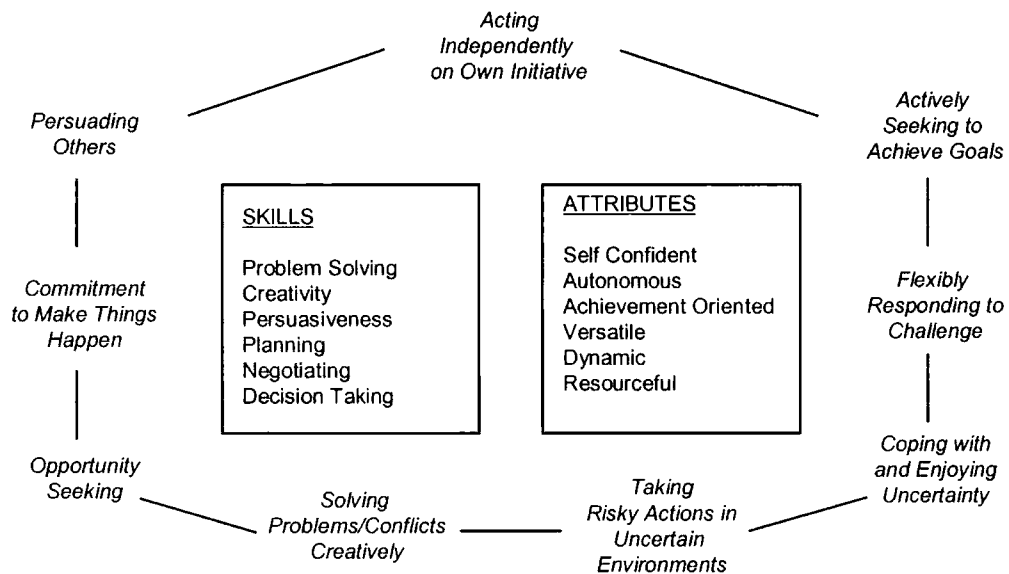 Acting
Independently
on Own Initiative
Persuading
Others
Actively
Seeking to
Achieve Goals
SKILLS
Problem Solving
Creativity
Persuasiveness
Planning
Negotiating
Decision Taking
ATTRIBUTES
Self Confident
Autonomous
Achievement Oriented
Versatile
Dynamic
Resourceful
Commitment
to Make Things
Happen
Flexibly
Responding to
Challenge
Opportunity
Seeking
Solving
Problems/Conflicts
Creatively
Taking
Risky Actions in
Uncertain
Environments
Coping with
and Enjoying
Uncertainty